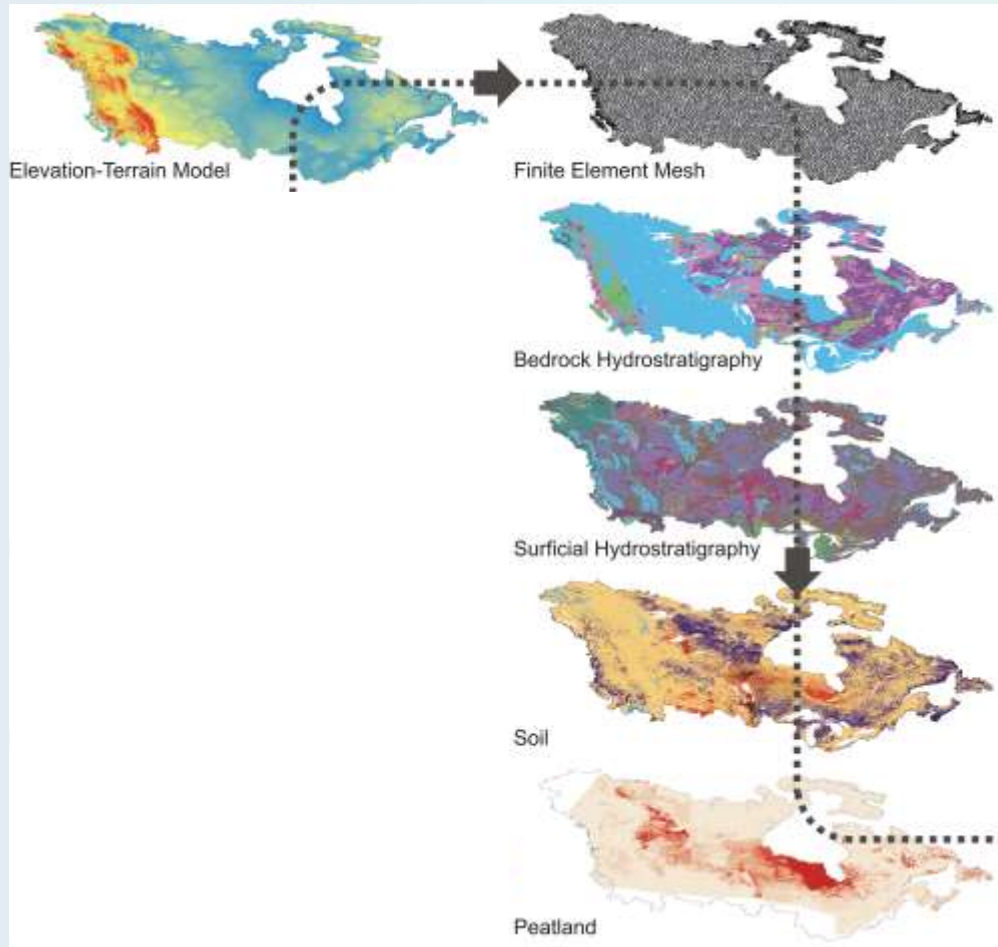 Elevation-Terrain Model
Finite Element Mesh
Bedrock Hydrostratigraphy
Surficial Hydrostratigraphy
Soil
Peatland